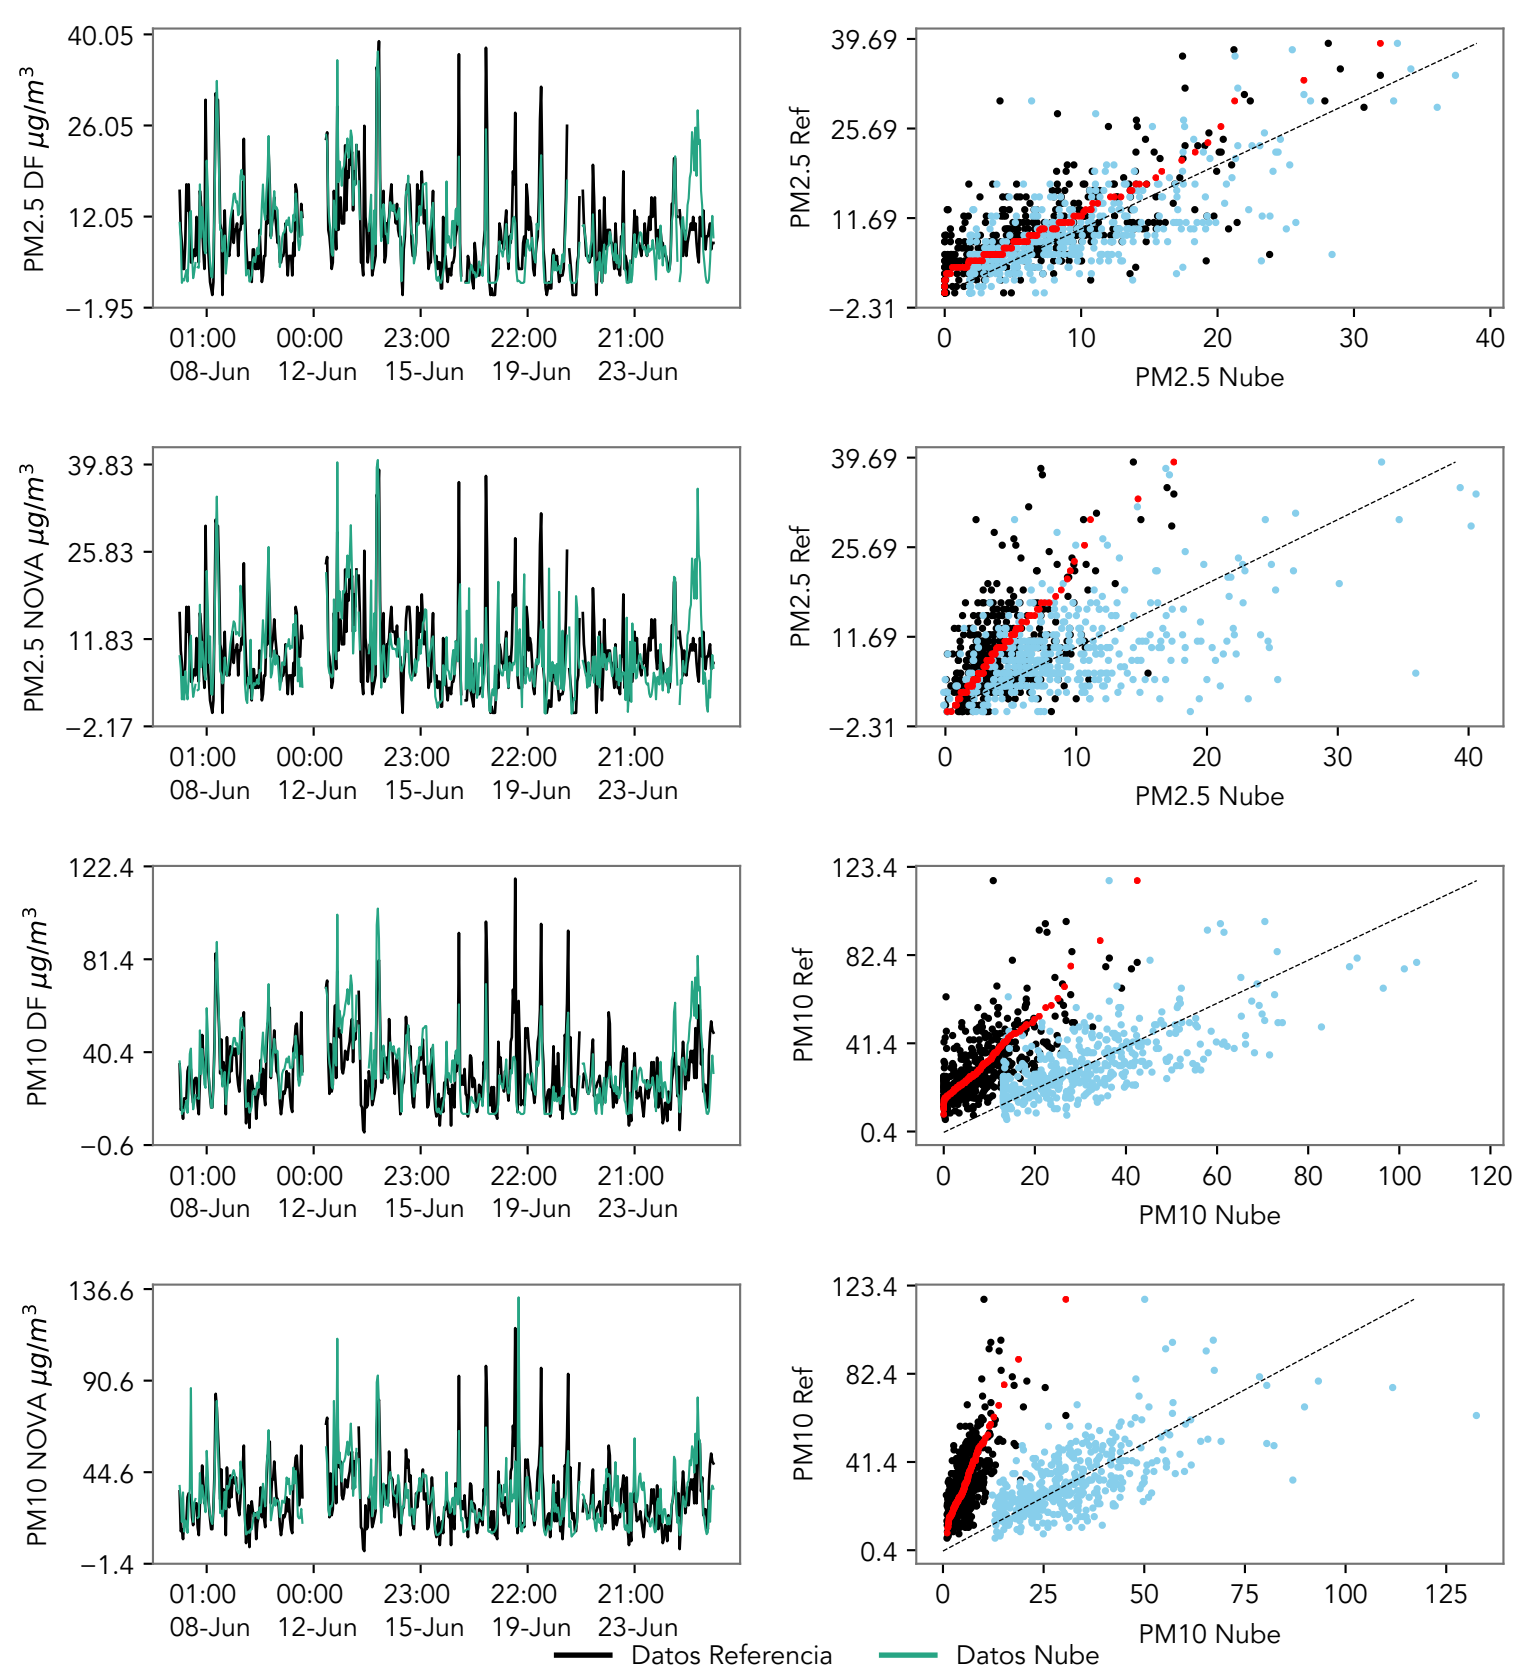 40.05
26.05
12.05
−1.95
PM2.5 DF μg/m³
01:00 00:00 23:00 22:00 21:00
08-Jun 12-Jun 15-Jun 19-Jun 23-Jun
39.69
25.69
11.69
−2.31
PM2.5 Ref
0 10 20 30 40
PM2.5 Nube
39.83
25.83
11.83
−2.17
PM2.5 NOVA μg/m³
01:00 00:00 23:00 22:00 21:00
08-Jun 12-Jun 15-Jun 19-Jun 23-Jun
39.69
25.69
11.69
−2.31
PM2.5 Ref
0 10 20 30 40
PM2.5 Nube
122.4
81.4
40.4
−0.6
PM10 DF μg/m³
01:00 00:00 23:00 22:00 21:00
08-Jun 12-Jun 15-Jun 19-Jun 23-Jun
123.4
82.4
41.4
0.4
PM10 Ref
0 20 40 60 80 100 120
PM10 Nube
136.6
90.6
44.6
−1.4
PM10 NOVA μg/m³
01:00 00:00 23:00 22:00 21:00
08-Jun 12-Jun 15-Jun 19-Jun 23-Jun
123.4
82.4
41.4
0.4
PM10 Ref
0 25 50 75 100 125
PM10 Nube
Datos Referencia Datos Nube